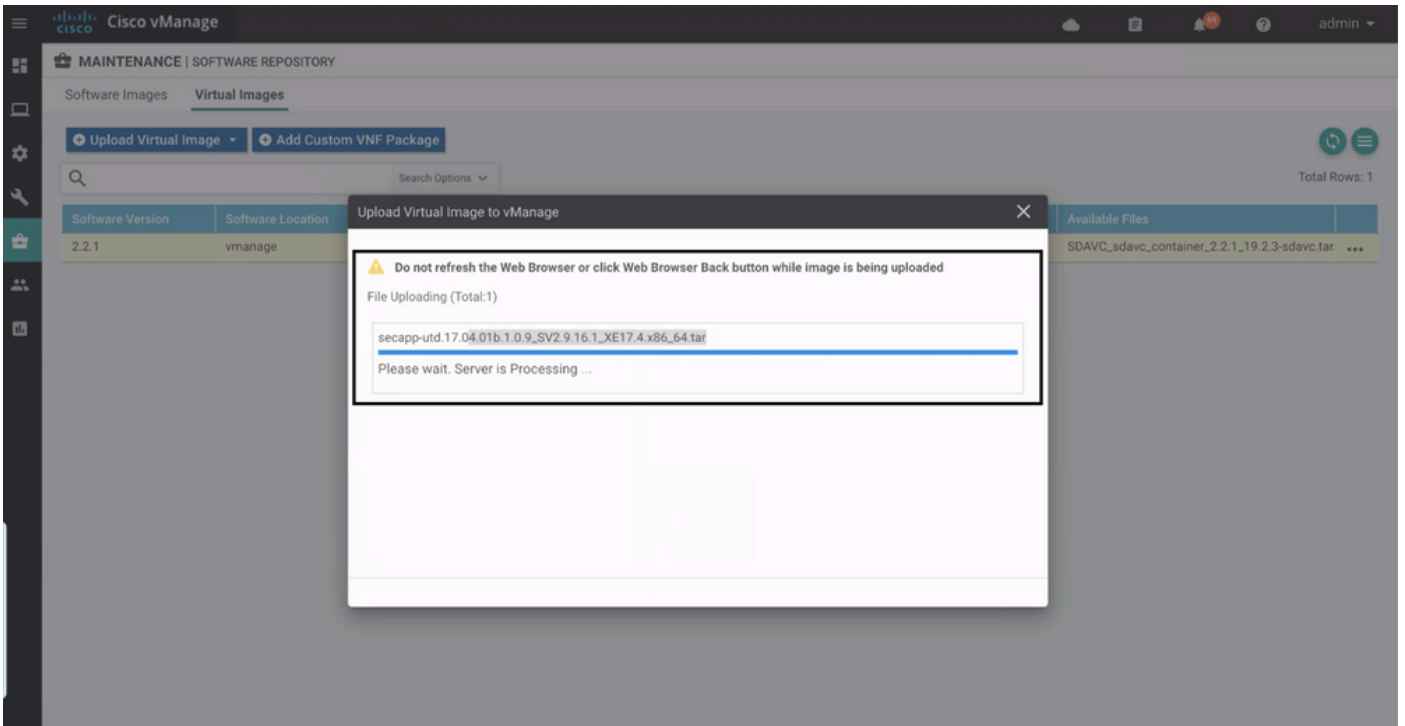 cisco Cisco vManage admin
MAINTENANCE | SOFTWARE REPOSITORY
Software Images Virtual Images
Upload Virtual Image Add Custom VNF Package
Search Options Total Rows: 1
Software Version Software Location Available Files
2.2.1 vmanage SDAVC_sdavc_container_2.2.1_19.2.3-sdavc.tar. •••
Upload Virtual Image to vManage
Do not refresh the Web Browser or click Web Browser Back button while image is being uploaded
File Uploading (Total:1)
secapp-utd.17.04.01b.1.0.9_SV2.9.16.1_XE17.4.x86_64.tar
Please wait. Server is Processing ...